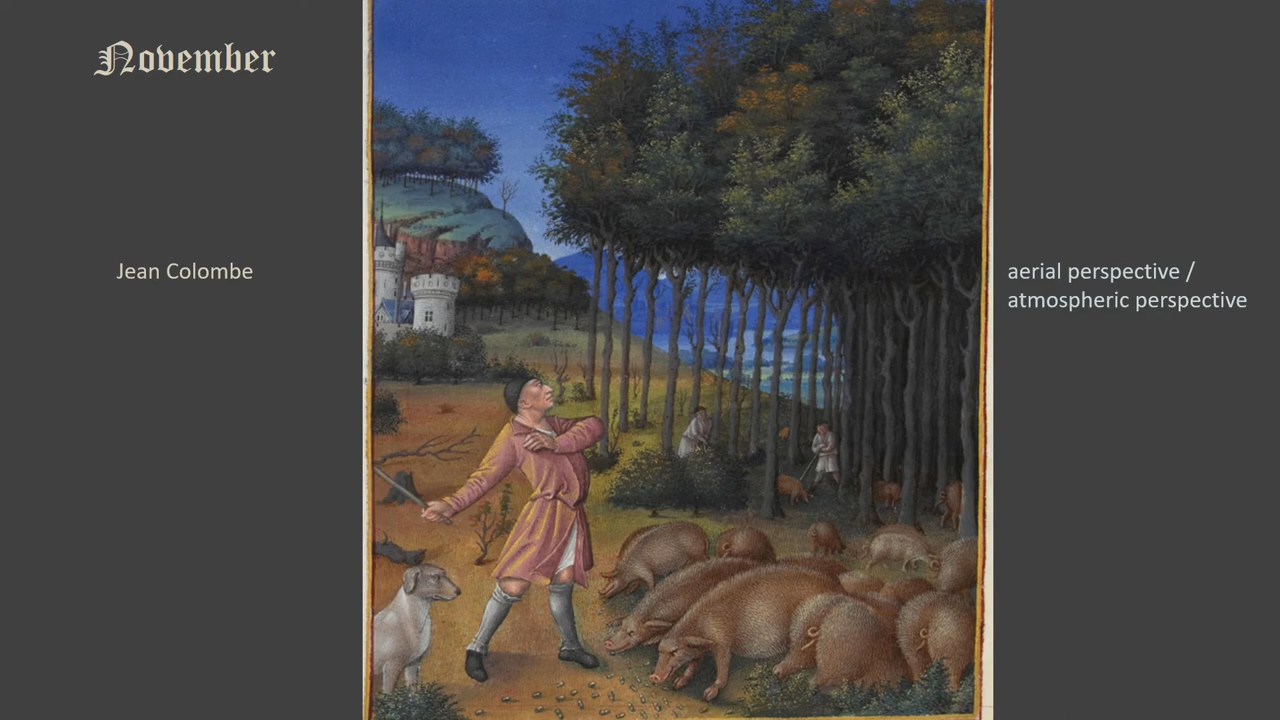 November
Jean Colombe
aerial perspective /
atmospheric perspective